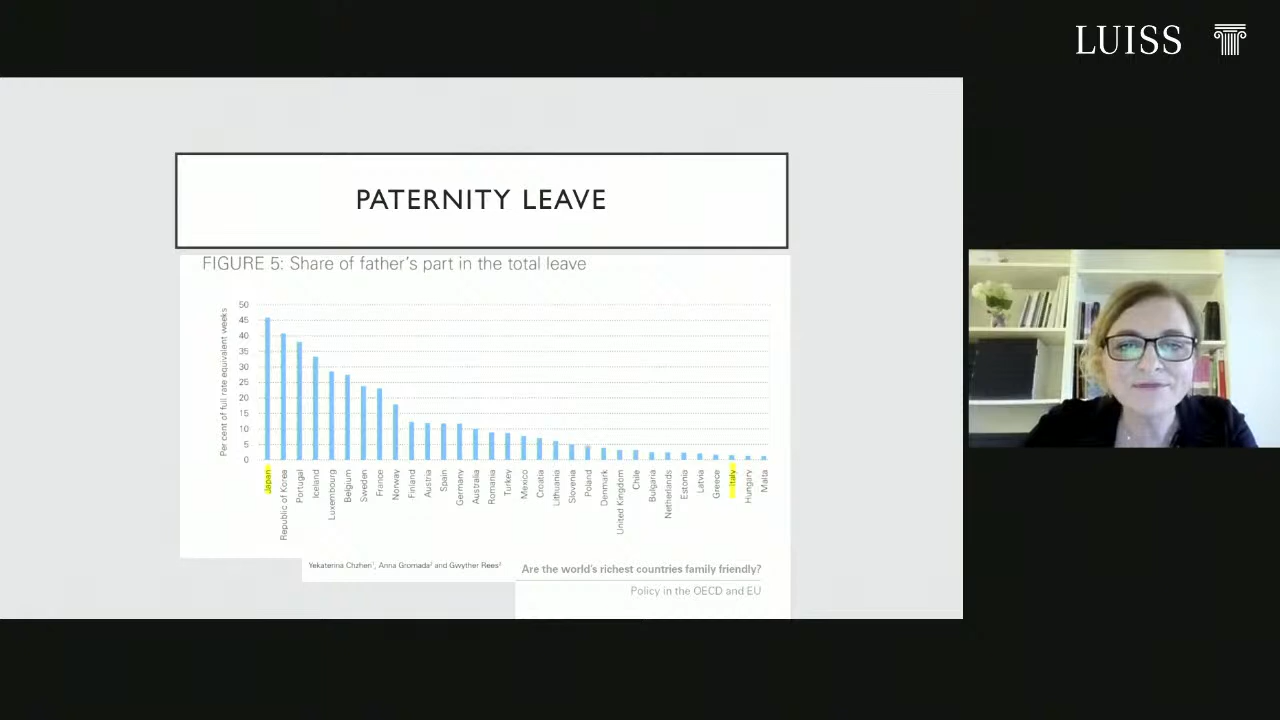 LUISS
PATERNITY LEAVE
FIGURE 5: Share of father's part in the total leave
Per cent of full rate equivalent weeks
50
45
40
35
30
25
20
15
10
5
0
Japan
Republic of Korea
Portugal
Iceland
Luxembourg
Belgium
Sweden
France
Norway
Finland
Austria
Spain
Germany
Australia
Romania
Turkey
Mexico
Croatia
Lithuania
Slovenia
Poland
Denmark
United Kingdom
Chile
Bulgaria
Netherlands
Estonia
Latvia
Greece
Italy
Hungary
Malta
Yekaterina Chzhen¹, Anna Gromada² and Gwyther Rees³
Are the world's richest countries family friendly?
Policy in the OECD and EU